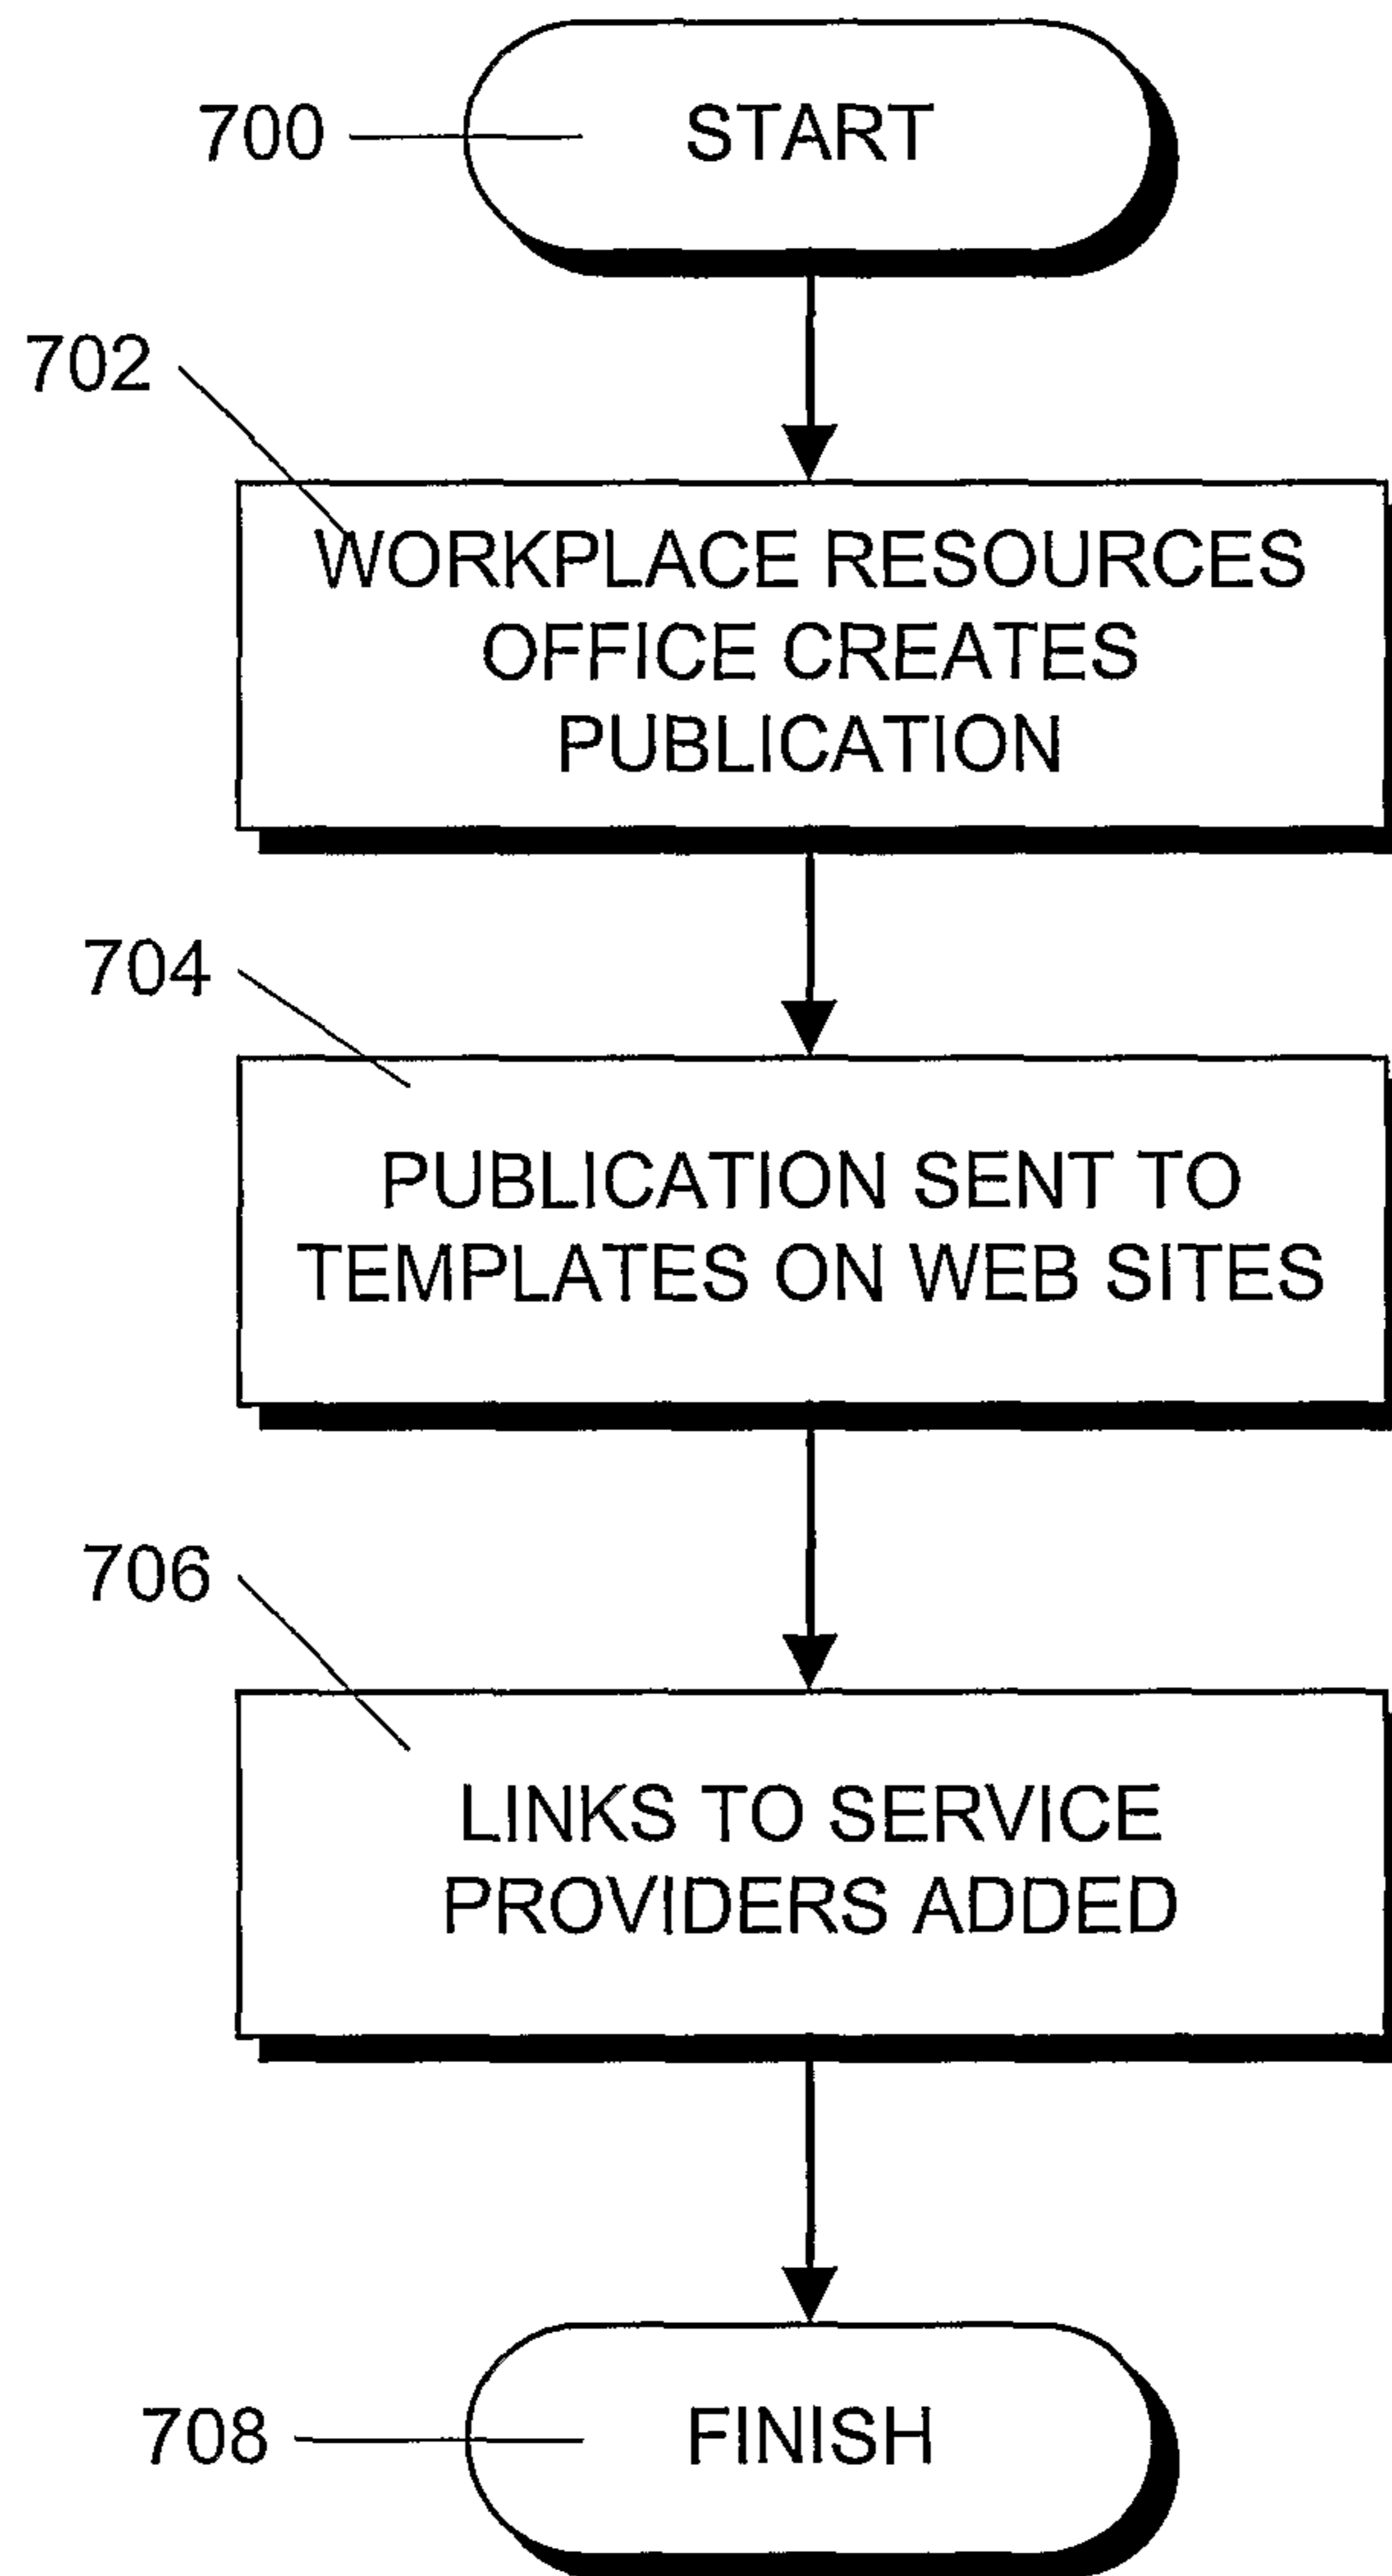 700
START
702
WORKPLACE RESOURCES
OFFICE CREATES
PUBLICATION
704
PUBLICATION SENT TO
TEMPLATES ON WEB SITES
706
LINKS TO SERVICE
PROVIDERS ADDED
708
FINISH